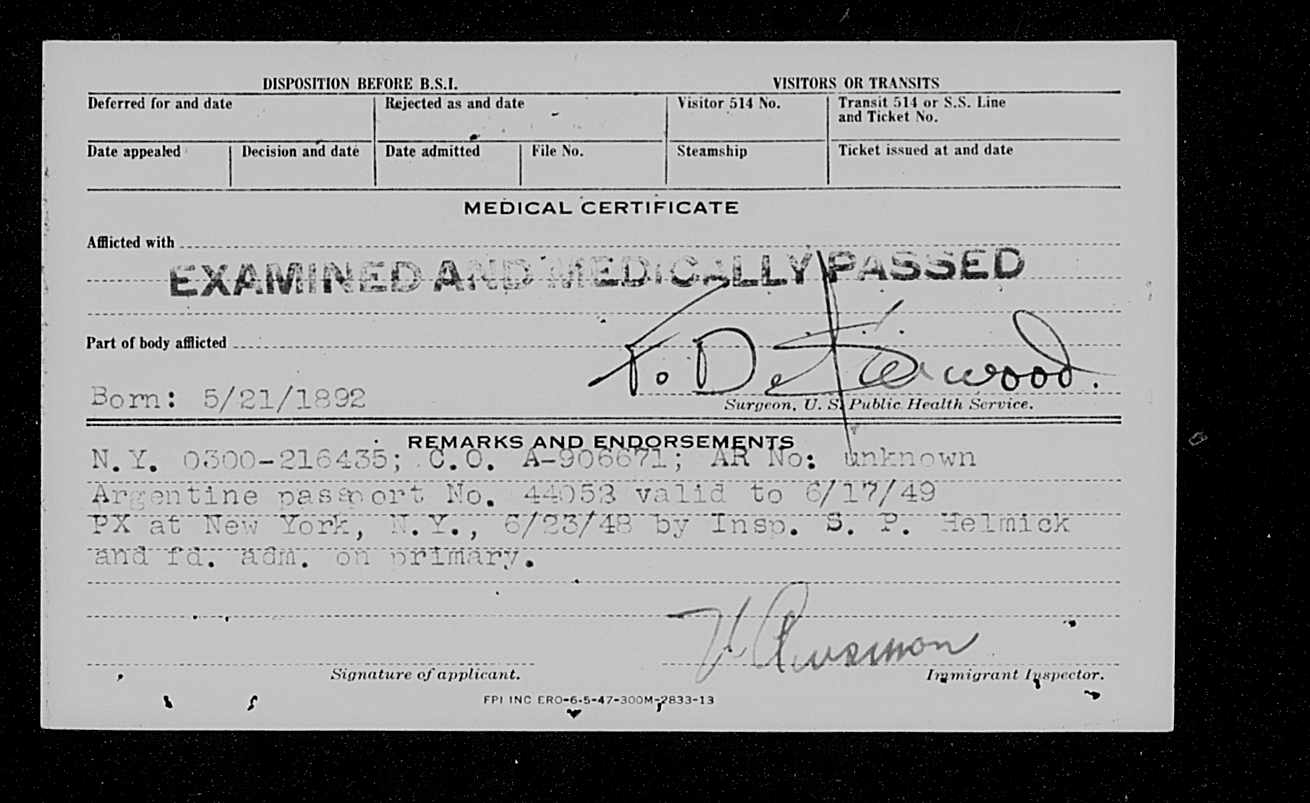 DISPOSITION BEFORE B.S.I. VISITORS OR TRANSITS
Deferred for and date Rejected as and date Visitor 514 No. Transit 514 or S.S. Line and Ticket No.
Date appealed Decision and date Date admitted File No. Steamship Ticket issued at and date
MEDICAL CERTIFICATE
Afflicted with
EXAMINED AND MEDICALLY PASSED
Part of body afflicted
Born: 5/21/1892
Surgeon, U. S. Public Health Service.
REMARKS AND ENDORSEMENTS
N.Y. 0300-216435; C.O. A-906671; AR No: unknown
Argentine passport No. 44052 valid to 6/17/49
PX at New York, N.Y., 6/23/48 by Insp. S. P. Helmick
and fd. adm. on primary.
Signature of applicant. Immigrant Inspector.
FPI INC ERO-6-5-47-300M-2833-13